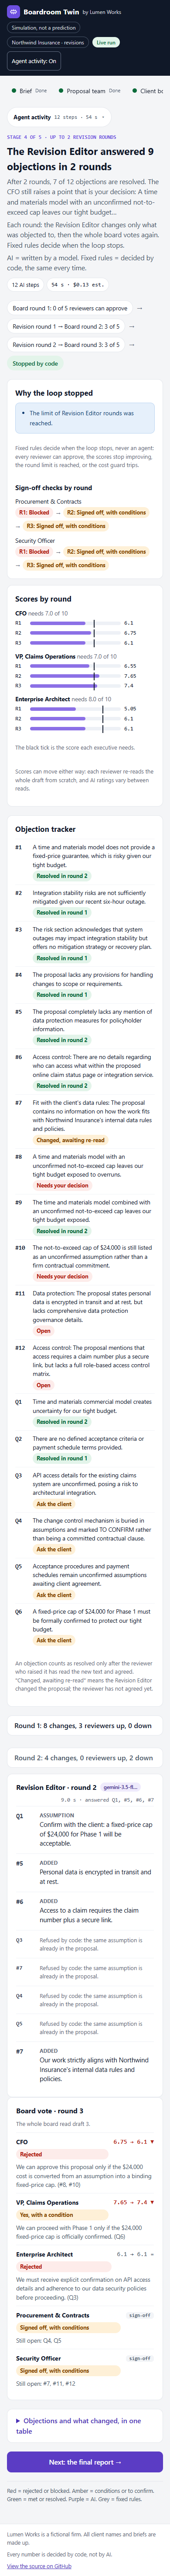 Boardroom Twin by Lumen Works
Simulation, not a prediction
Northwind Insurance · revisions
Live run
Agent activity: On
Brief Done
Proposal team Done
Client bo
Agent activity 12 steps · 54 s
STAGE 4 OF 5 · UP TO 2 REVISION ROUNDS
The Revision Editor answered 9
objections in 2 rounds
After 2 rounds, 7 of 12 objections are resolved. The
CFO still raises a point that is your decision: A time
and materials model with an unconfirmed not-to-
exceed cap leaves our tight budget…
Each round: the Revision Editor changes only what
was objected to, then the whole board votes again.
Fixed rules decide when the loop stops.
AI = written by a model. Fixed rules = decided by
code, the same every time.
12 AI steps
54 s · $0.13 est.
Board round 1: 0 of 5 reviewers can approve →
Revision round 1 → Board round 2: 3 of 5 →
Revision round 2 → Board round 3: 3 of 5 →
Stopped by code
Why the loop stopped
• The limit of Revision Editor rounds was
reached.
Fixed rules decide when the loop stops, never an agent:
every reviewer can approve, the scores stop improving,
the round limit is reached, or the cost guard trips.
Sign-off checks by round
Procurement & Contracts
R1: Blocked → R2: Signed off, with conditions
→ R3: Signed off, with conditions
Security Officer
R1: Blocked → R2: Signed off, with conditions
→ R3: Signed off, with conditions
Scores by round
CFO needs 7.0 of 10
R1 6.1
R2 6.75
R3 6.1
VP, Claims Operations needs 7.0 of 10
R1 6.55
R2 7.65
R3 7.4
Enterprise Architect needs 8.0 of 10
R1 5.05
R2 6.1
R3 6.1
The black tick is the score each executive needs.
Scores can move either way: each reviewer re-reads the
whole draft from scratch, and AI ratings vary between
reads.
Objection tracker
#1 A time and materials model does not provide a
fixed-price guarantee, which is risky given our
tight budget.
Resolved in round 2
#2 Integration stability risks are not sufficiently
mitigated given our recent six-hour outage.
Resolved in round 1
#3 The risk section acknowledges that system
outages may impact integration stability but
offers no mitigation strategy or recovery plan.
Resolved in round 1
#4 The proposal lacks any provisions for handling
changes to scope or requirements.
Resolved in round 1
#5 The proposal completely lacks any mention of
data protection measures for policyholder
information.
Resolved in round 2
#6 Access control: There are no details regarding
who can access what within the proposed
online claim status page or integration service.
Resolved in round 2
#7 Fit with the client's data rules: The proposal
contains no information on how the work fits
with Northwind Insurance's internal data rules
and policies.
Changed, awaiting re-read
#8 A time and materials model with an
unconfirmed not-to-exceed cap leaves our tight
budget exposed to overruns.
Needs your decision
#9 The time and materials model combined with
an unconfirmed not-to-exceed cap leaves our
tight budget exposed.
Resolved in round 2
#10 The not-to-exceed cap of $24,000 is still listed
as an unconfirmed assumption rather than a
firm contractual commitment.
Needs your decision
#11 Data protection: The proposal states personal
data is encrypted in transit and at rest, but
lacks comprehensive data protection
governance details.
Open
#12 Access control: The proposal mentions that
access requires a claim number plus a secure
link, but lacks a full role-based access control
matrix.
Open
Q1 Time and materials commercial model creates
uncertainty for our tight budget.
Resolved in round 2
Q2 There are no defined acceptance criteria or
payment schedule terms provided.
Resolved in round 1
Q3 API access details for the existing claims
system are unconfirmed, posing a risk to
architectural integration.
Ask the client
Q4 The change control mechanism is buried in
assumptions and marked TO CONFIRM rather
than being a committed contractual clause.
Ask the client
Q5 Acceptance procedures and payment
schedules remain unconfirmed assumptions
awaiting client agreement.
Ask the client
Q6 A fixed-price cap of $24,000 for Phase 1 must
be formally confirmed to protect our tight
budget.
Ask the client
An objection counts as resolved only after the reviewer
who raised it has read the new text and agreed.
"Changed, awaiting re-read" means the Revision Editor
changed the proposal; the reviewer has not agreed yet.
Round 1: 8 changes, 3 reviewers up, 0 down
Round 2: 4 changes, 0 reviewers up, 2 down
Revision Editor · round 2 gemini-3.5-fl…
9.0 s · answered Q1, #5, #6, #7
Q1 ASSUMPTION
Confirm with the client: a fixed-price cap
of $24,000 for Phase 1 will be
acceptable.
#5 ADDED
Personal data is encrypted in transit and
at rest.
#6 ADDED
Access to a claim requires the claim
number plus a secure link.
Q3 Refused by code: the same assumption is
already in the proposal.
#7 Refused by code: the same assumption is
already in the proposal.
Q4 Refused by code: the same assumption is
already in the proposal.
Q5 Refused by code: the same assumption is
already in the proposal.
#7 ADDED
Our work strictly aligns with Northwind
Insurance's internal data rules and
policies.
Board vote · round 3
The whole board read draft 3.
CFO 6.75 → 6.1 ▼
Rejected
We can approve this proposal only if the $24,000
cost is converted from an assumption into a binding
fixed-price cap. (#8, #10)
VP, Claims Operations 7.65 → 7.4 ▼
Yes, with a condition
We can proceed with Phase 1 only if the $24,000
fixed-price cap is officially confirmed. (Q6)
Enterprise Architect 6.1 → 6.1 =
Rejected
We must receive explicit confirmation on API access
details and adherence to our data security policies
before proceeding. (Q3)
Procurement & Contracts sign-off
Signed off, with conditions
Still open: Q4, Q5
Security Officer sign-off
Signed off, with conditions
Still open: #7, #11, #12
▶ Objections and what changed, in one
table
Next: the final report →
Red = rejected or blocked. Amber = conditions or to confirm.
Green = met or resolved. Purple = AI. Grey = fixed rules.
Lumen Works is a fictional firm. All client names and briefs are
made up.
Every number is decided by code, not by AI.
View the source on GitHub